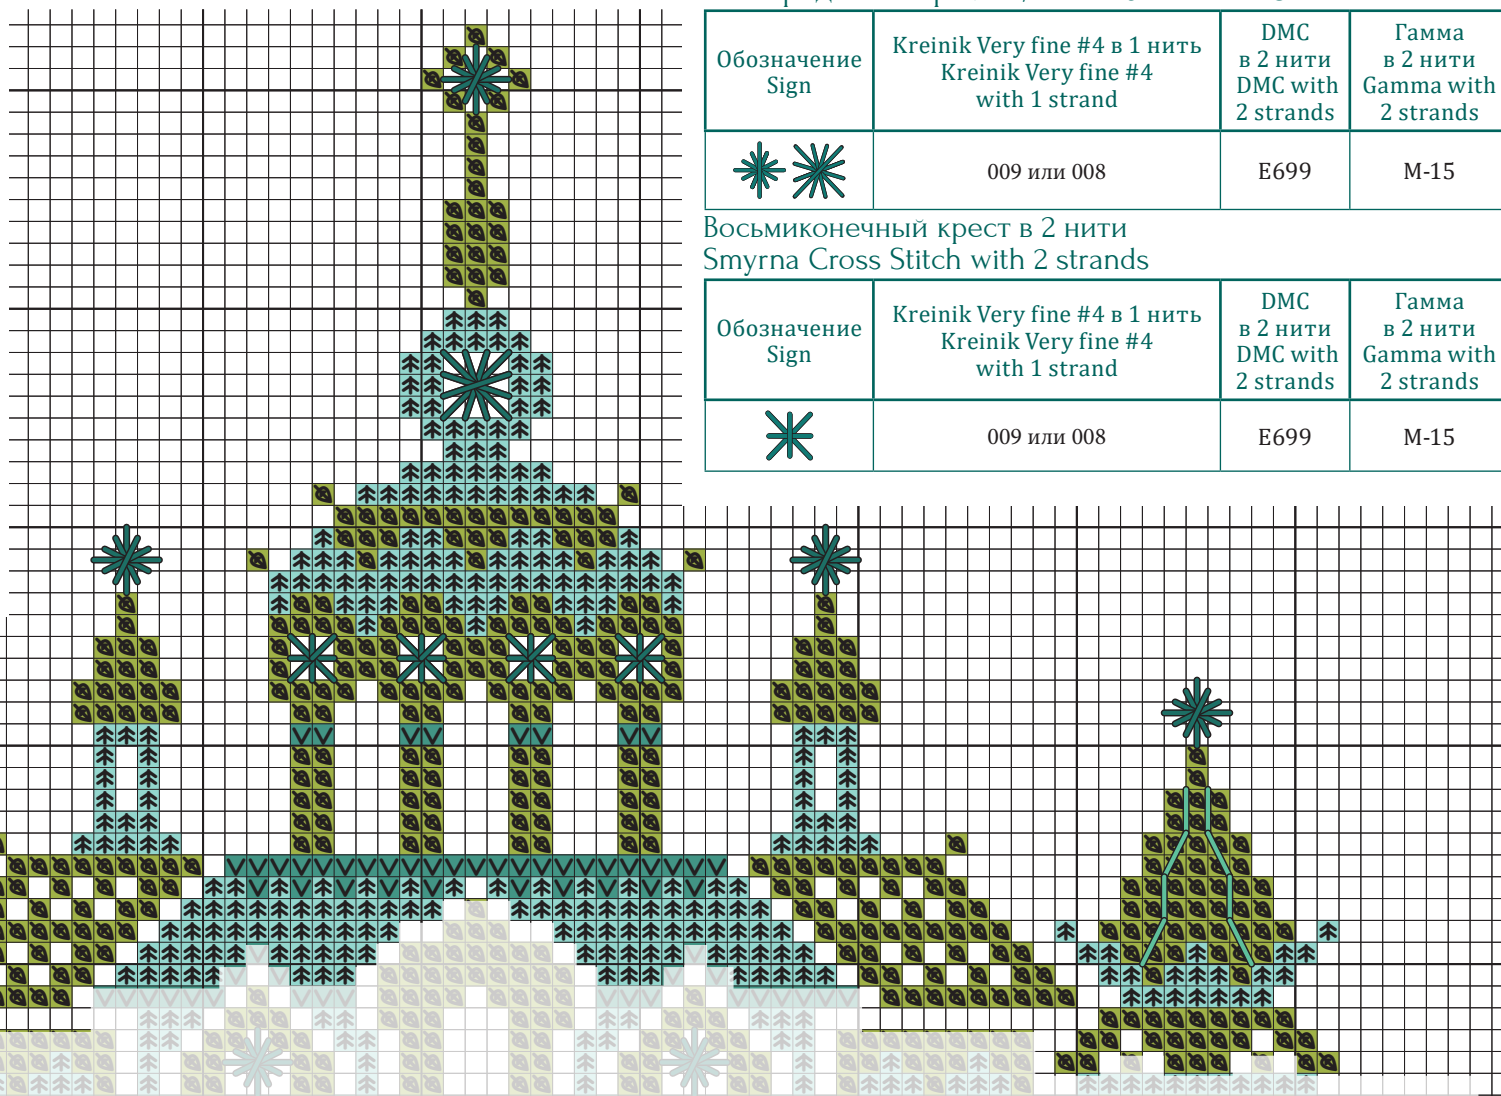 Обозначение
Sign
Kreinik Very fine #4 в 1 нить
Kreinik Very fine #4
with 1 strand
DMC
в 2 нити
DMC with
2 strands
Гамма
в 2 нити
Gamma with
2 strands
009 или 008
E699
М-15
Восьмиконечный крест в 2 нити
Smyrna Cross Stitch with 2 strands
Обозначение
Sign
Kreinik Very fine #4 в 1 нить
Kreinik Very fine #4
with 1 strand
DMC
в 2 нити
DMC with
2 strands
Гамма
в 2 нити
Gamma with
2 strands
009 или 008
E699
М-15